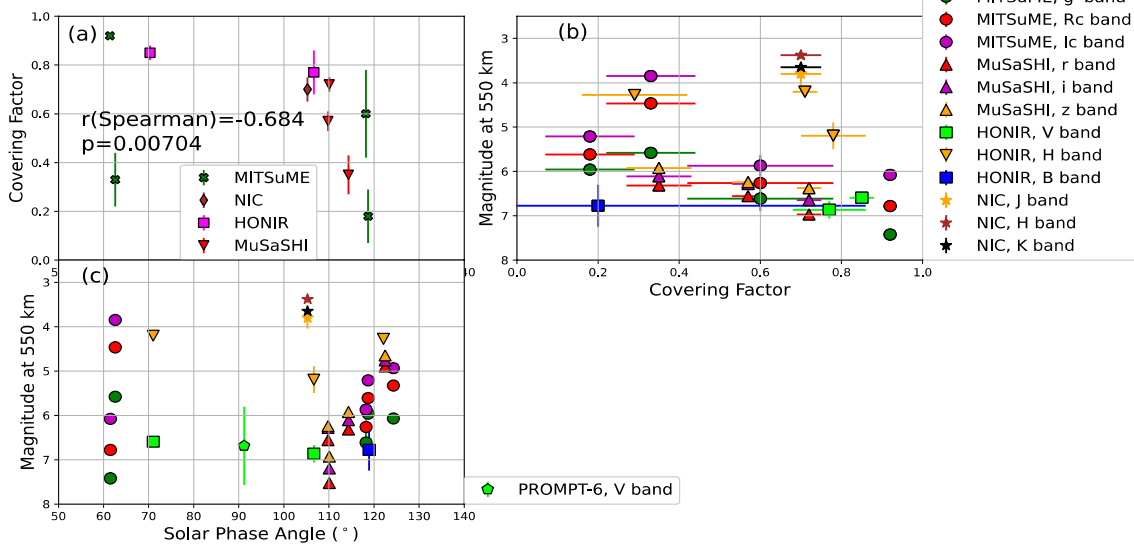 (a)
r(Spearman)=-0.684
p=0.00704
MITSuME
NIC
HONIR
MuSaSHI
Covering Factor
1.0
0.8
0.6
0.4
0.2
140
(b)
Magnitude at 550 km
3
4
5
6
7
8
0.0 0.2 0.4 0.6 0.8 1.0
Covering Factor
MITSuME, Rc band
MITSuME, Ic band
MuSaSHI, r band
MuSaSHI, i band
MuSaSHI, z band
HONIR, V band
HONIR, H band
HONIR, B band
NIC, J band
NIC, H band
NIC, K band
(c)
Magnitude at 550 km
3
4
5
6
7
8
50 60 70 80 90 100 110 120 130 140
Solar Phase Angle (°)
PROMPT-6, V band